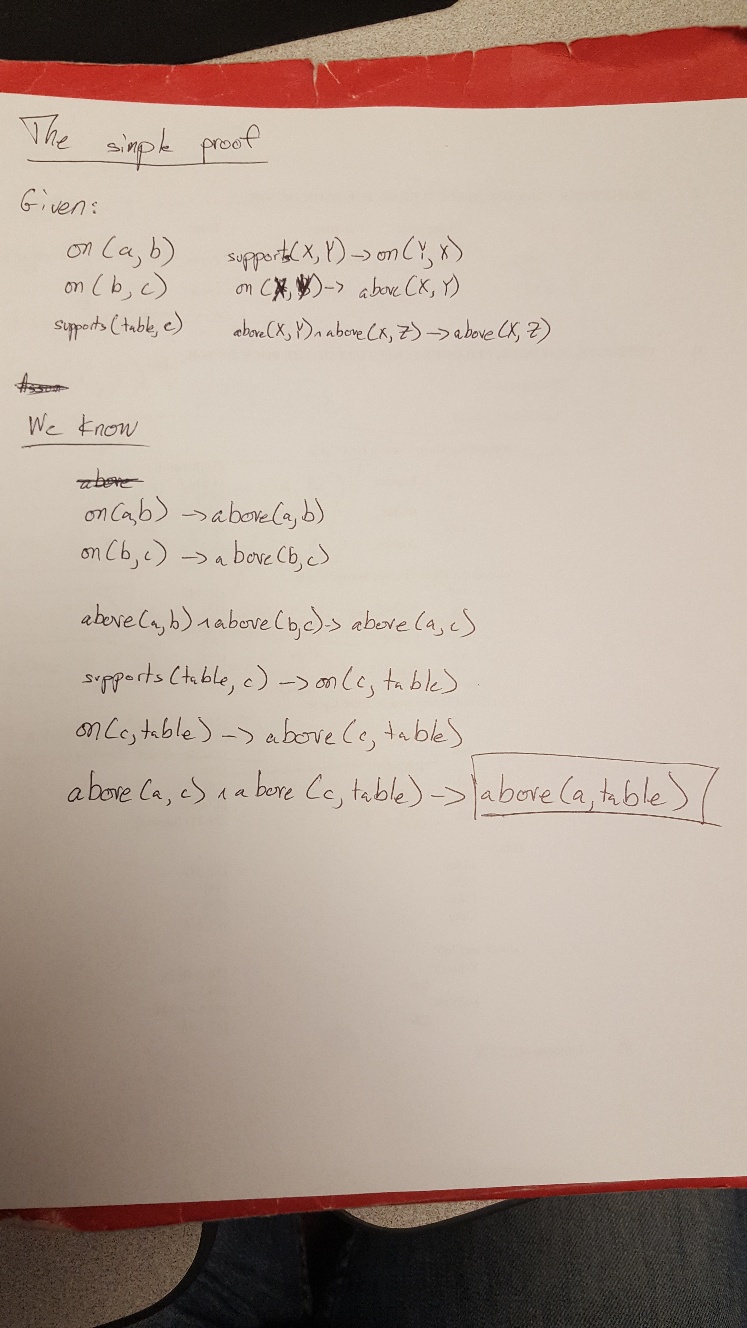 The simple proof
Given:
on (a,b) supports(X,Y) → on(Y,X)
on (b,c) on (X,Y) → above(X,Y)
supports(table,c) above(X,Y) ∧ above(X,Z) → above(X,Z)
We know
above
on(a,b) → above(a,b)
on(b,c) → above(b,c)
above(a,b) ∧ above(b,c) → above(a,c)
supports(table,c) → on(c,table)
on(c,table) → above(c,table)
above(a,c) ∧ above(c,table) → above(a,table)